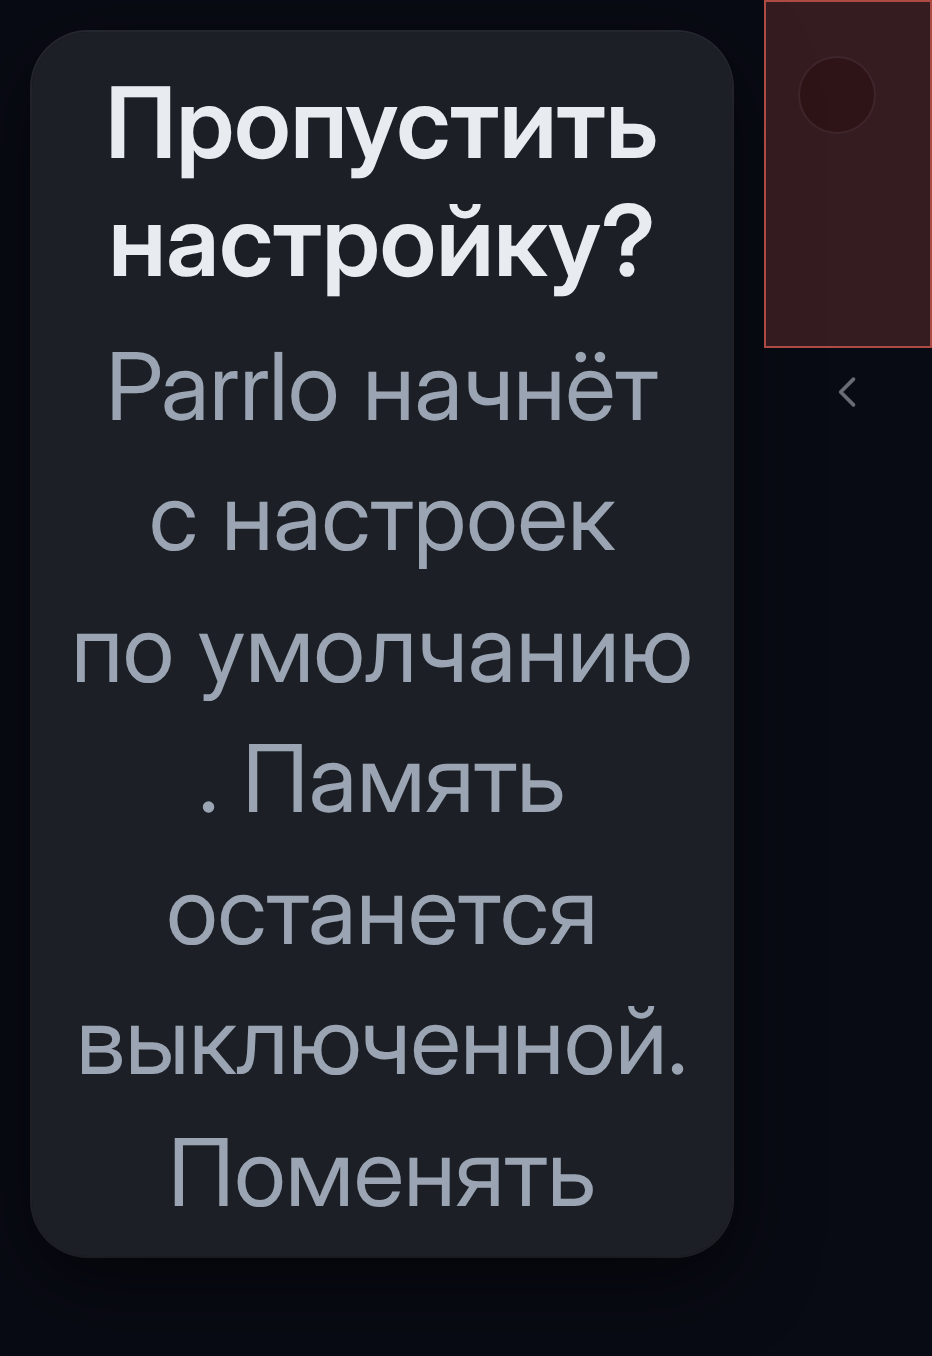 Пропустить
настройку?
Parrlo начнёт
с настроек
по умолчанию
. Память
останется
выключенной.
Поменять